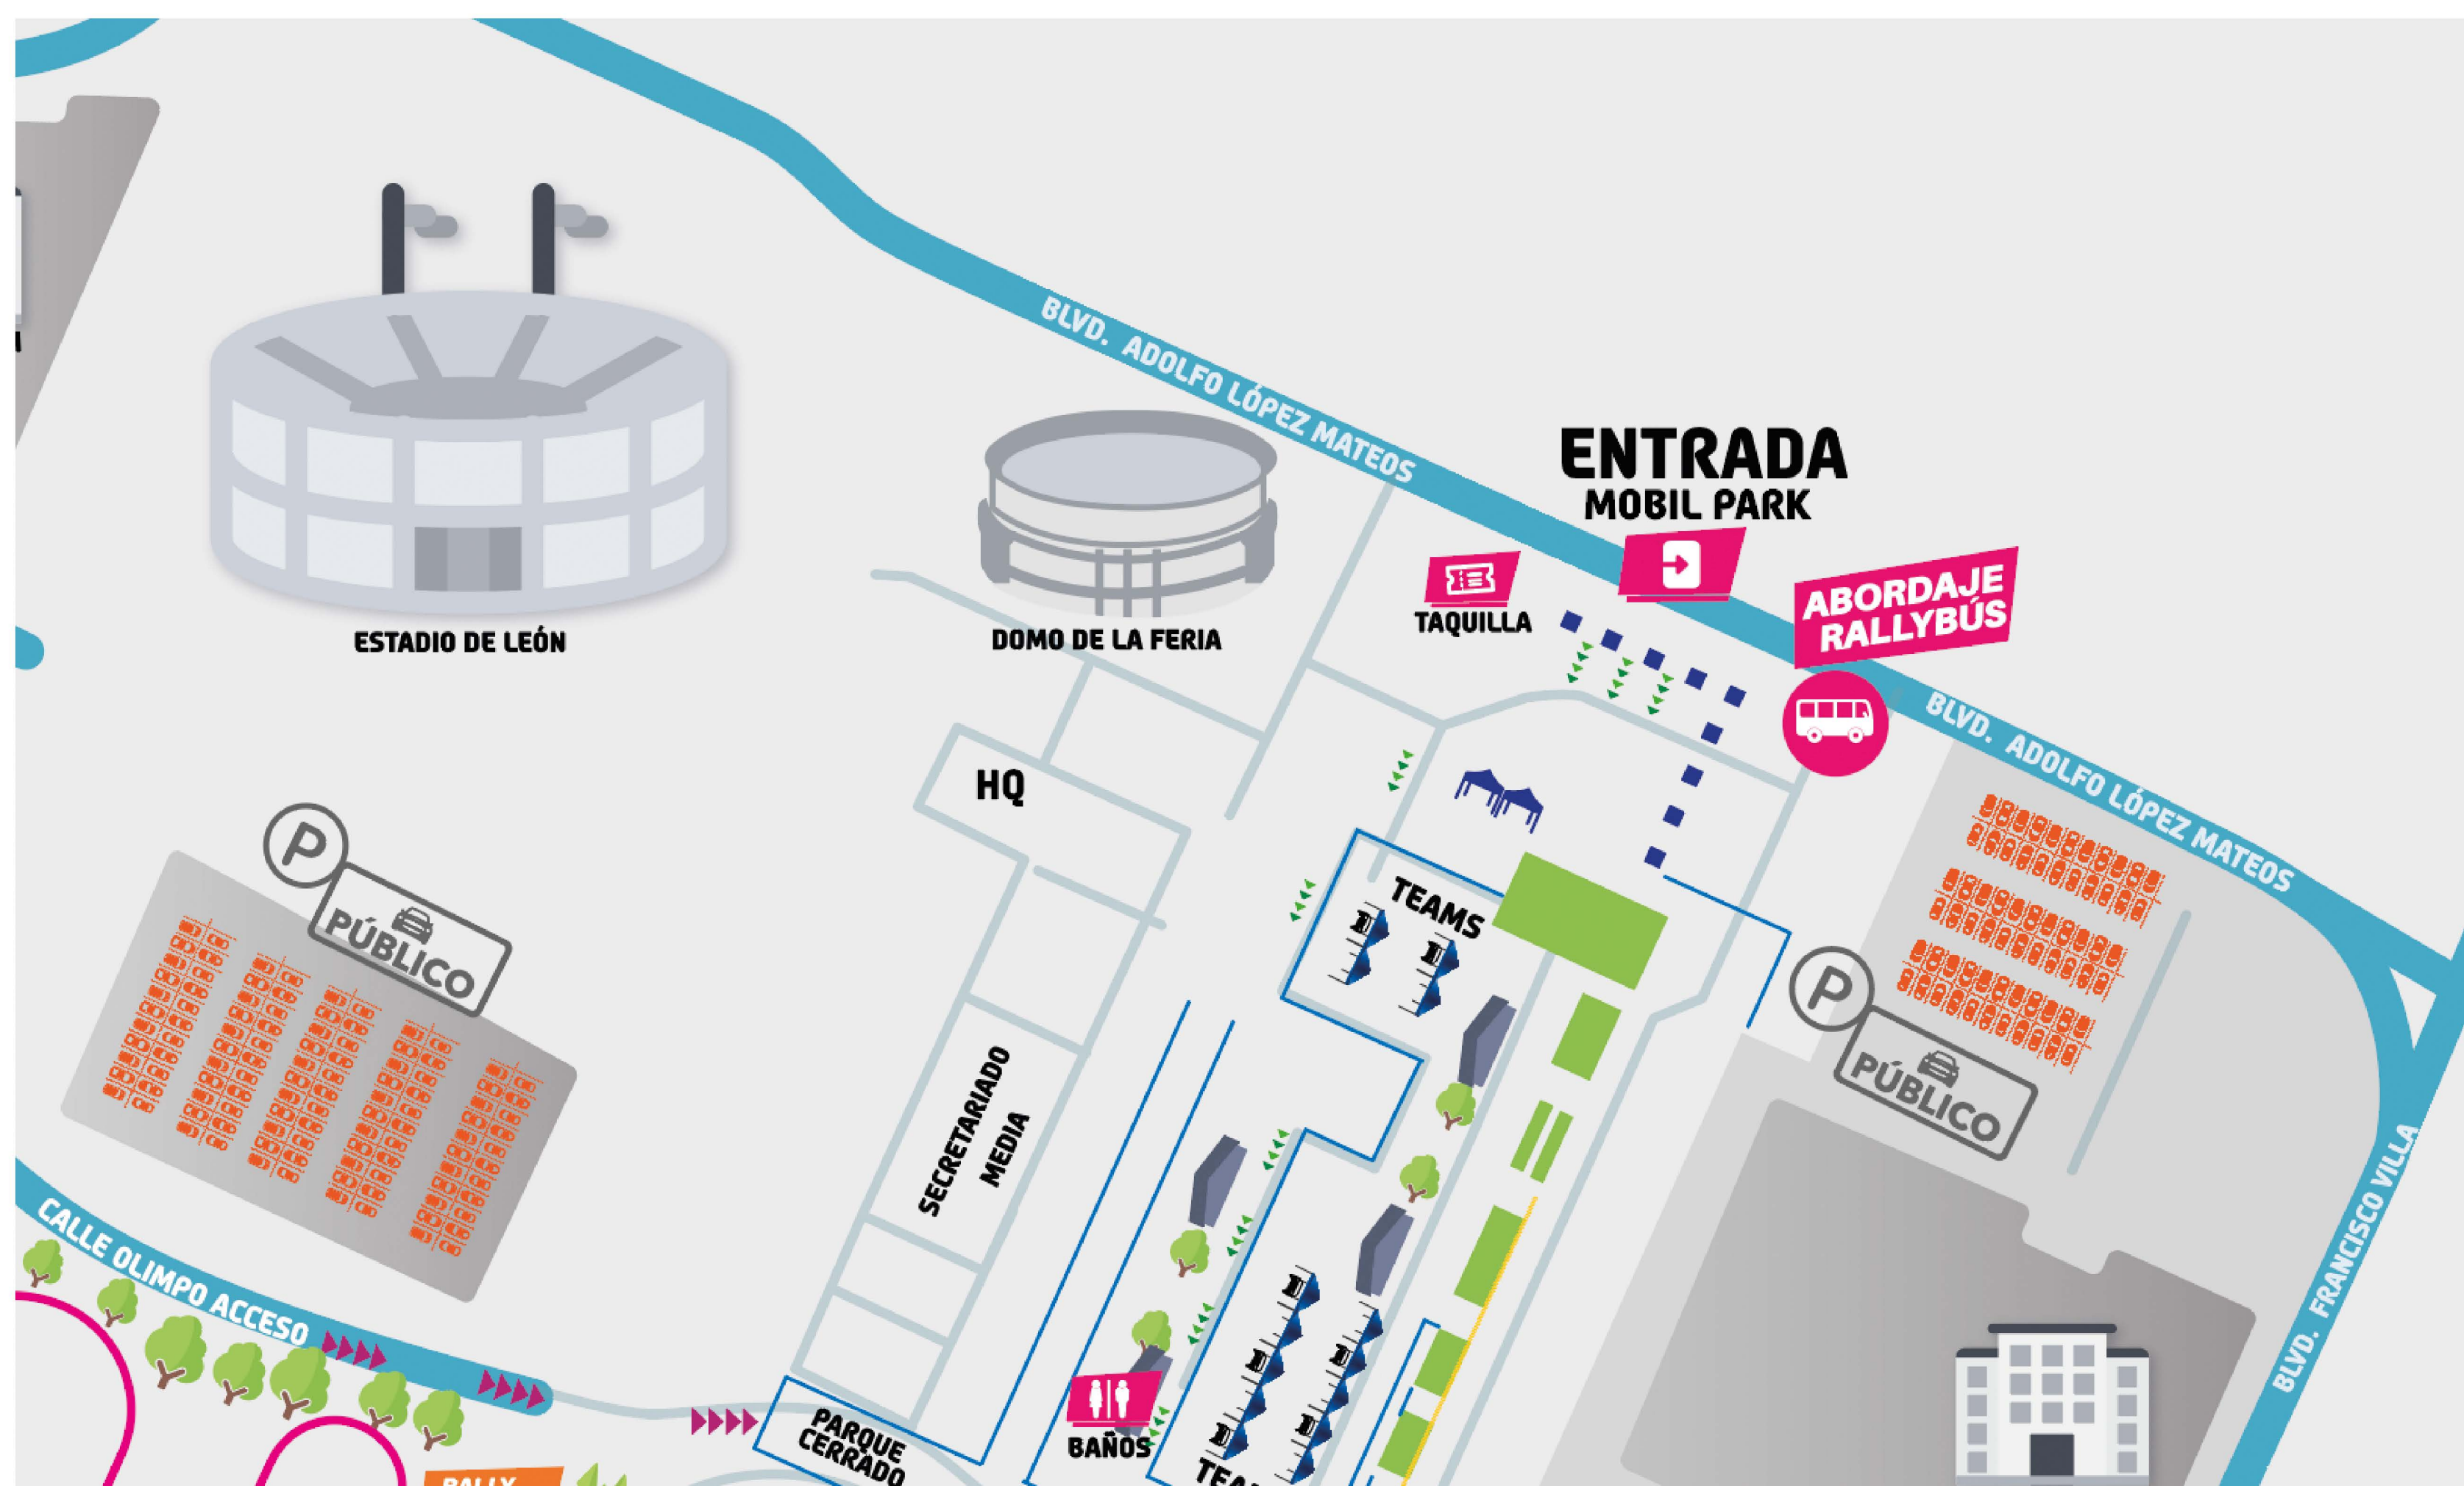 BLVD. ADOLFO LÓPEZ MATEOS
ENTRADA
MOBIL PARK
ABORDAJE
RALLYBÚS
TAQUILLA
ESTADIO DE LEÓN
DOMO DE LA FERIA
BLVD. ADOLFO LÓPEZ MATEOS
HQ
P
PÚBLICO
TEAMS
P
PÚBLICO
SECRETARIADO
MEDIA
BLVD. FRANCISCO VILLA
CALLE OLIMPO ACCESO
PARQUE
CERRADO
BAÑOS
RALLY